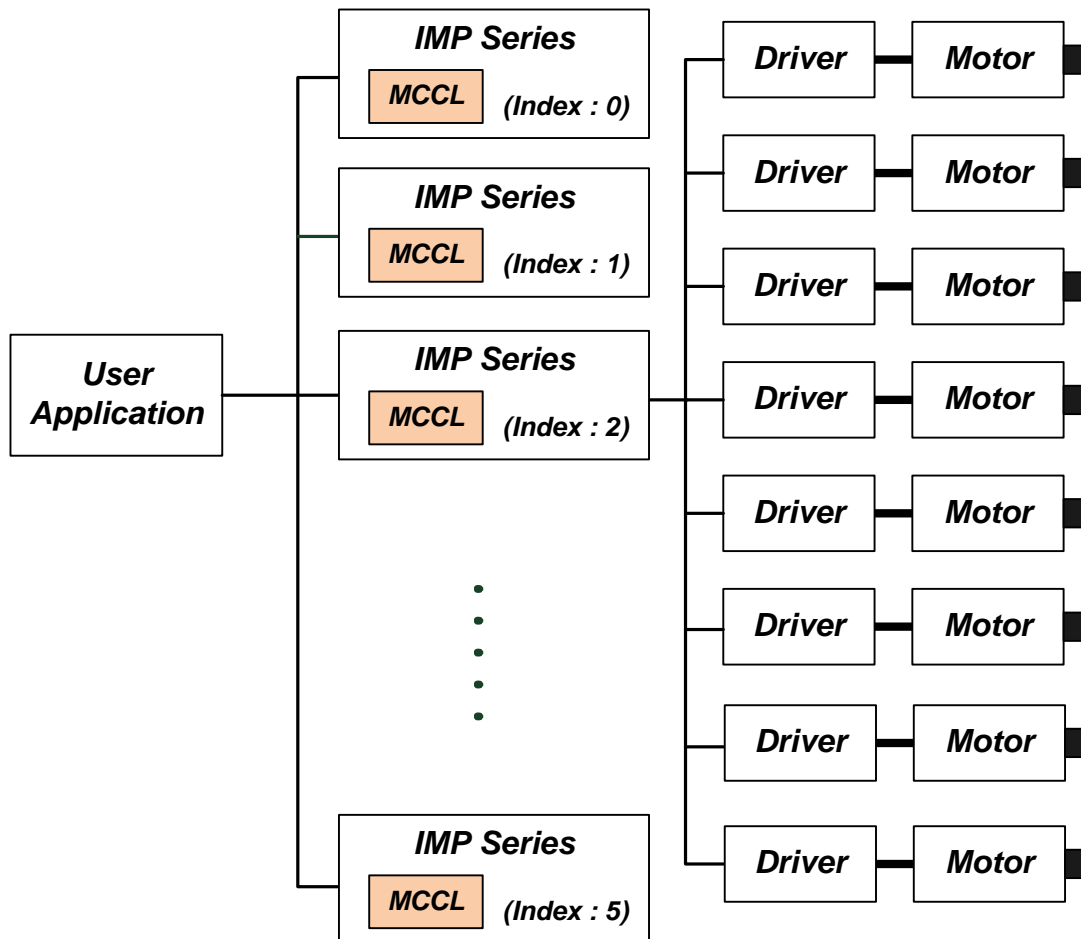 User
Application
IMP Series
MCCL
(Index : 0)
IMP Series
MCCL
(Index : 1)
IMP Series
MCCL
(Index : 2)
IMP Series
MCCL
(Index : 5)
Driver
Motor
Driver
Motor
Driver
Motor
Driver
Motor
Driver
Motor
Driver
Motor
Driver
Motor
Driver
Motor